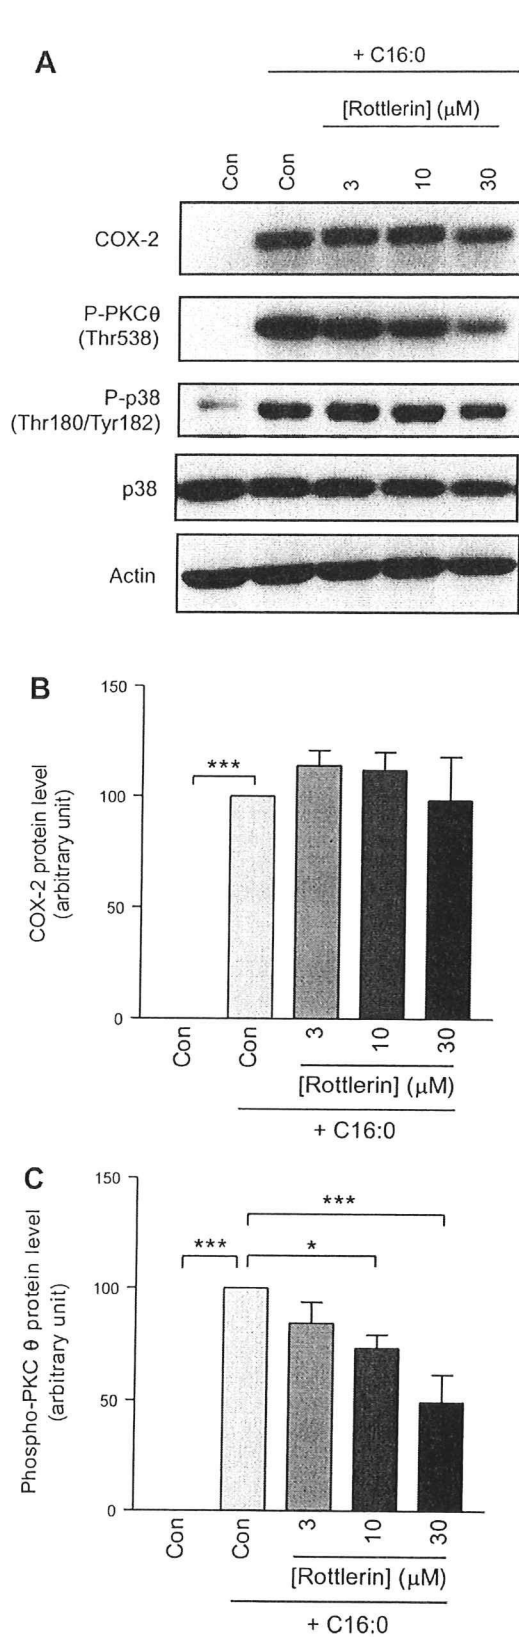 A
+ C16:0
[Rottlerin] (μM)
Con
Con
3
10
30
COX-2
P-PKCθ
(Thr538)
P-p38
(Thr180/Tyr182)
p38
Actin
B
150
100
50
0
COX-2 protein level
(arbitrary unit)
***
Con
Con
3
10
30
[Rottlerin] (μM)
+ C16:0
C
150
100
50
0
Phospho-PKC θ protein level
(arbitrary unit)
***
***
*
Con
Con
3
10
30
[Rottlerin] (μM)
+ C16:0